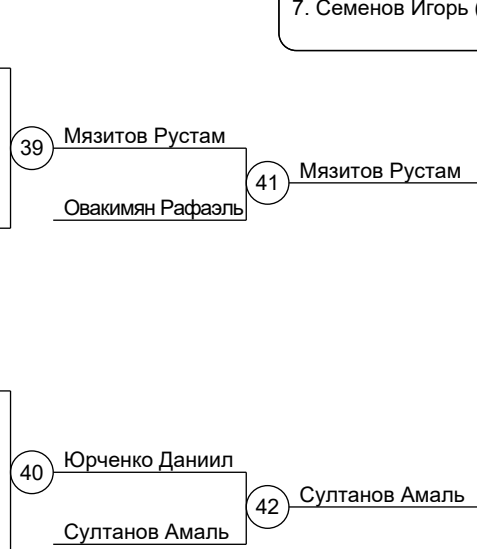 7. Семенов Игорь (
39
Мязитов Рустам
41
Мязитов Рустам
Овакимян Рафаэль
40
Юрченко Даниил
42
Султанов Амаль
Султанов Амаль